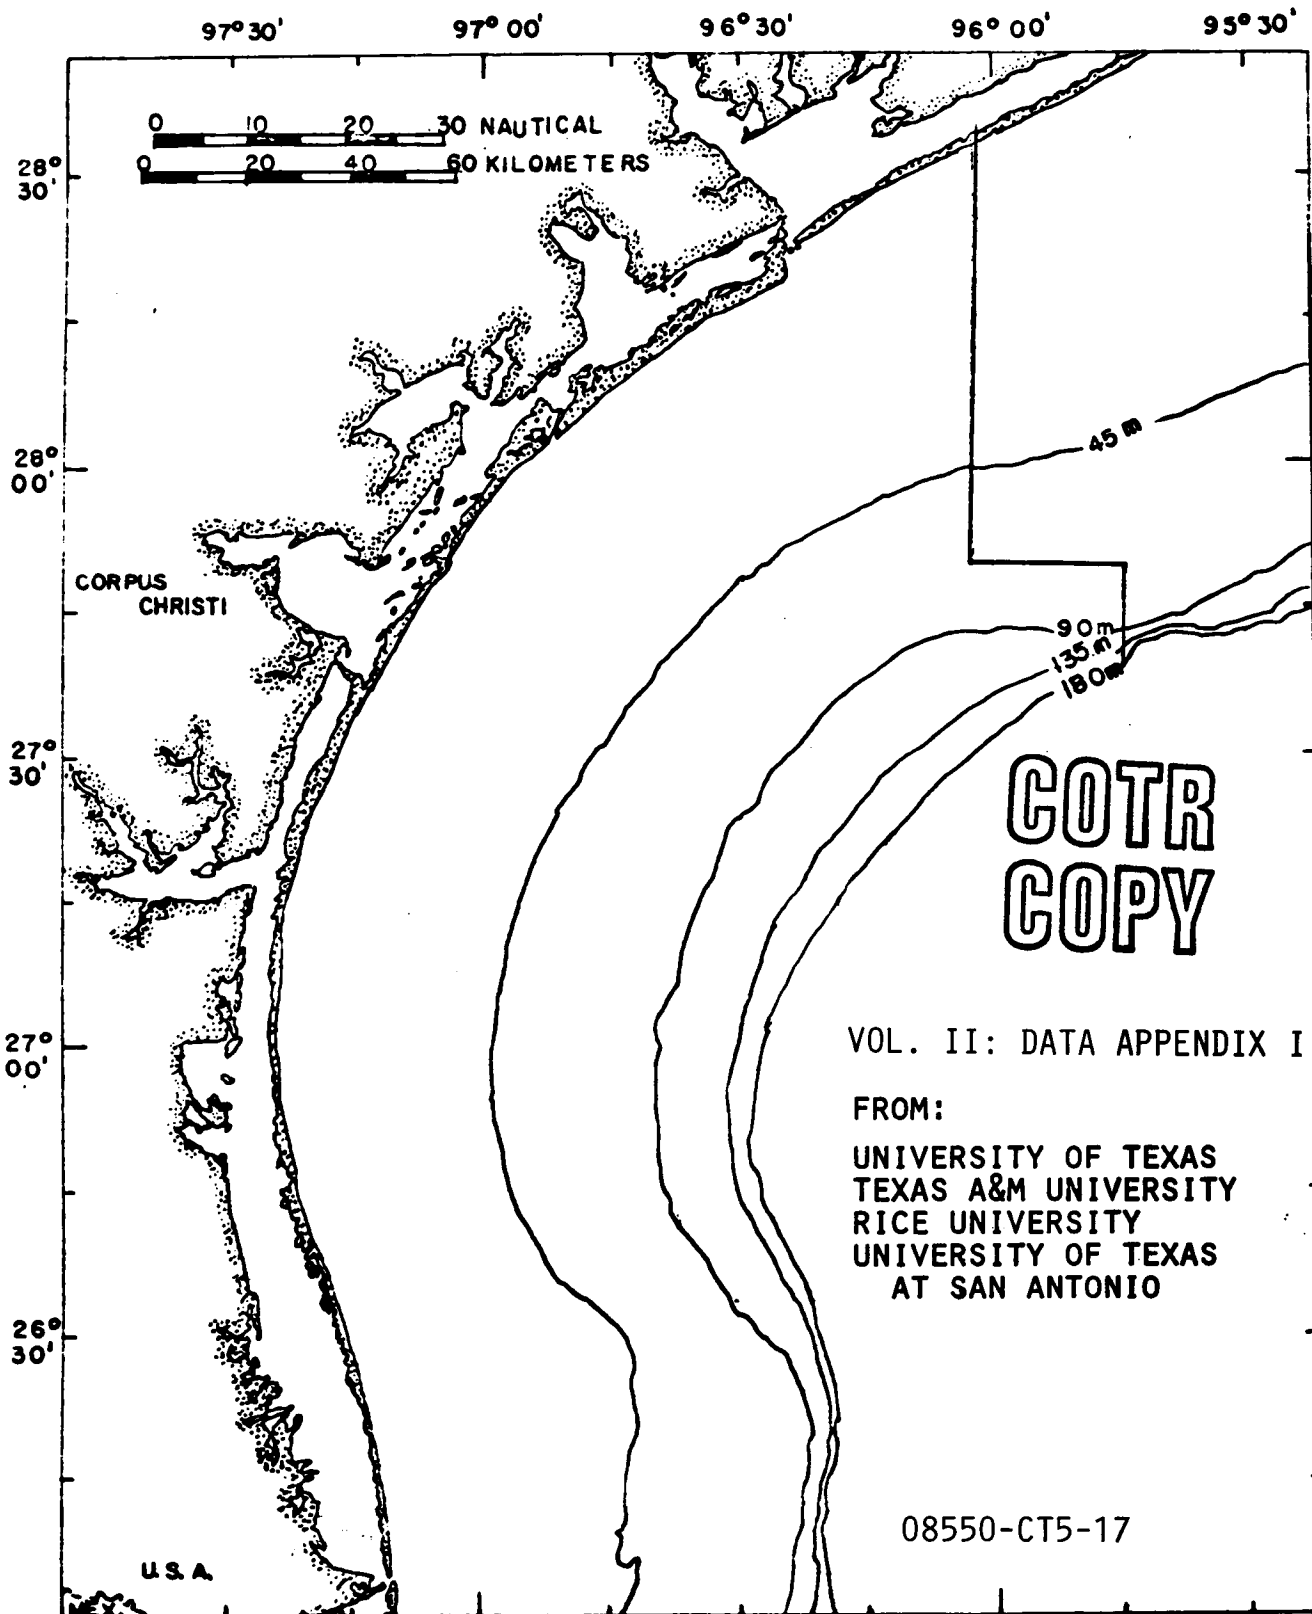 97° 30'
97° 00'
96° 30'
96° 00'
95° 30'
0 10 20 30 NAUTICAL
0 20 40 60 KILOMETERS
28°
30'
28°
00'
45 m
CORPUS
CHRISTI
90m
135 m
180m
27°
30'
COTR
COPY
27°
00'
VOL. II: DATA APPENDIX I
FROM:
UNIVERSITY OF TEXAS
TEXAS A&M UNIVERSITY
RICE UNIVERSITY
UNIVERSITY OF TEXAS
AT SAN ANTONIO
26°
30'
08550-CT5-17
U.S.A.